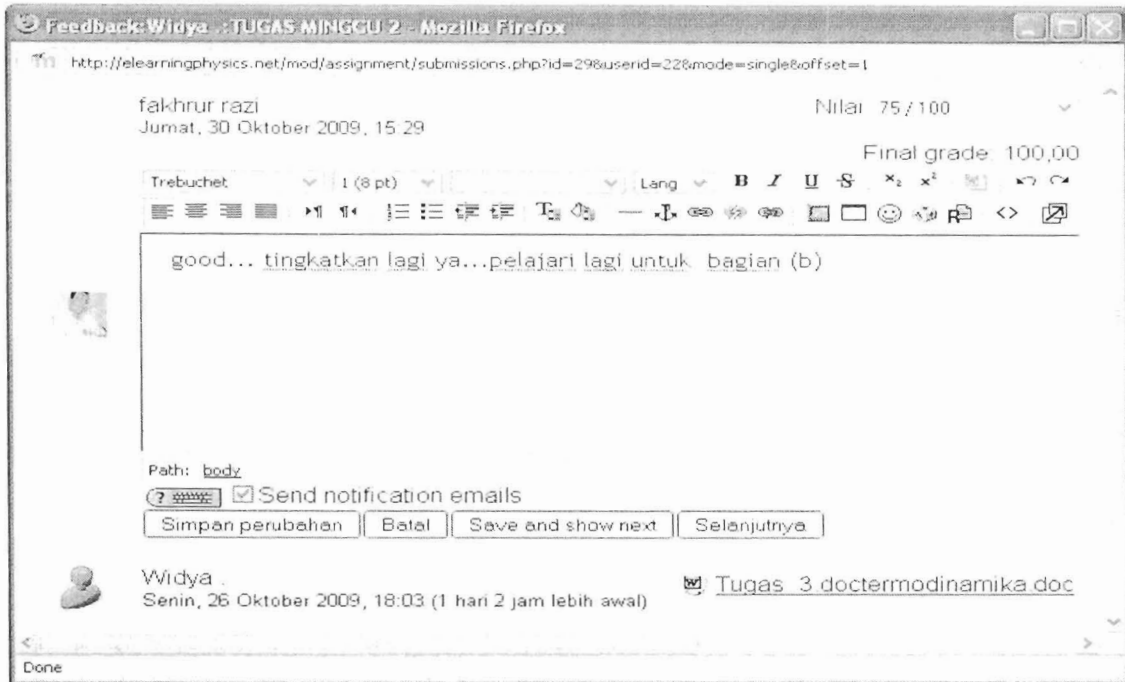 Feedback:Widya .:TUGAS MINGGU 2 - Mozilla Firefox
http://elearningphysics.net/mod/assignment/submissions.php?id=29&userid=22&mode=single&offset=1
fakhrur razi
Nilai 75 / 100
Jumat, 30 Oktober 2009, 15:29
Final grade: 100,00
Trebuchet 1 (8 pt) Lang B I U S x₂ x²
good... tingkatkan lagi ya...pelajari lagi untuk bagian (b)
Path: body
Send notification emails
Simpan perubahan Batal Save and show next Selanjutnya
Widya .
Tugas_3.doctermodinamika.doc
Senin, 26 Oktober 2009, 18:03 (1 hari 2 jam lebih awal)
Done